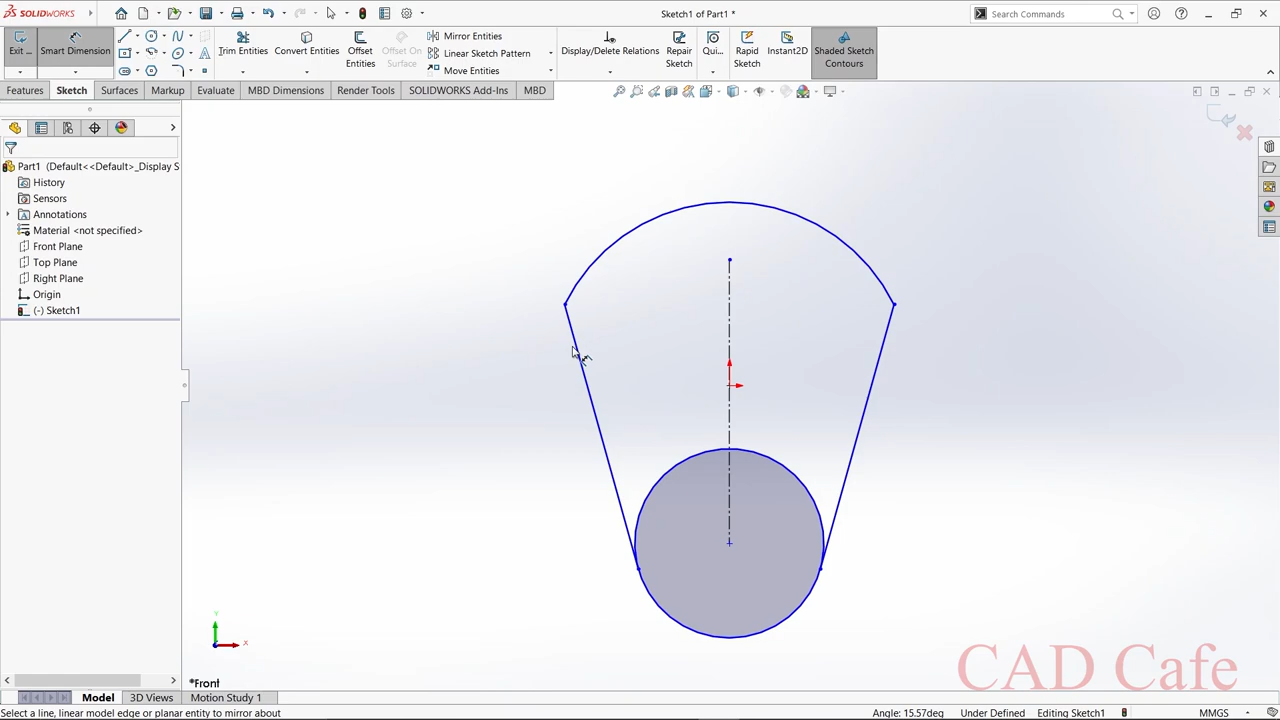 SOLIDWORKS
Sketch1 of Part1 *
Search Commands
Exit ...
Smart Dimension
Trim Entities
Convert Entities
Offset Entities
Offset On Surface
Mirror Entities
Linear Sketch Pattern
Move Entities
Display/Delete Relations
Repair Sketch
Qui...
Rapid Sketch
Instant2D
Shaded Sketch Contours
Features
Sketch
Surfaces
Markup
Evaluate
MBD Dimensions
Render Tools
SOLIDWORKS Add-Ins
MBD
Part1 (Default<<Default>_Display S
History
Sensors
Annotations
Material <not specified>
Front Plane
Top Plane
Right Plane
Origin
(-) Sketch1
Y
X
*Front
CAD Cafe
Model
3D Views
Motion Study 1
Select a line, linear model edge or planar entity to mirror about
Angle: 15.57deg
Under Defined
Editing Sketch1
MMGS